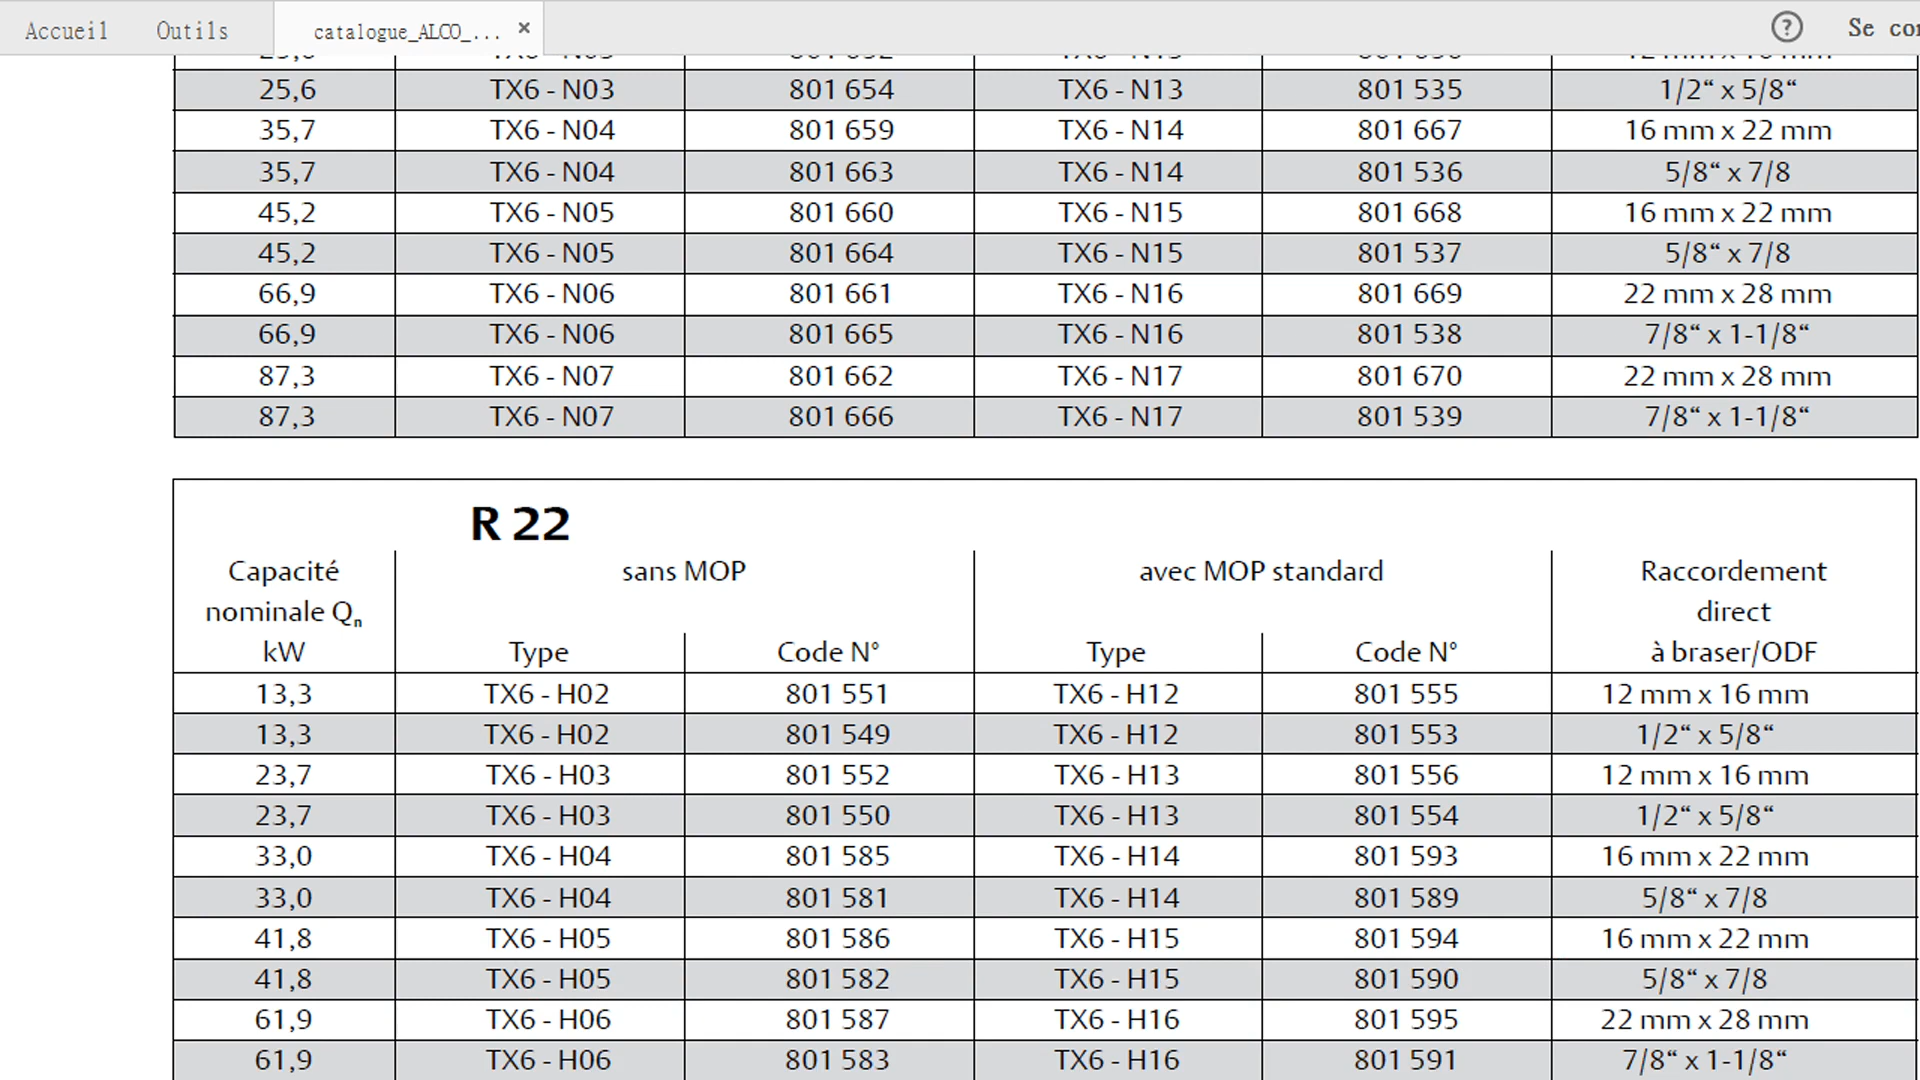 Accueil Outils catalogue_ALCO_... × ? Se
25,6 TX6 - N03 801 654 TX6 - N13 801 535 1/2“ x 5/8“
35,7 TX6 - N04 801 659 TX6 - N14 801 667 16 mm x 22 mm
35,7 TX6 - N04 801 663 TX6 - N14 801 536 5/8“ x 7/8
45,2 TX6 - N05 801 660 TX6 - N15 801 668 16 mm x 22 mm
45,2 TX6 - N05 801 664 TX6 - N15 801 537 5/8“ x 7/8
66,9 TX6 - N06 801 661 TX6 - N16 801 669 22 mm x 28 mm
66,9 TX6 - N06 801 665 TX6 - N16 801 538 7/8“ x 1-1/8“
87,3 TX6 - N07 801 662 TX6 - N17 801 670 22 mm x 28 mm
87,3 TX6 - N07 801 666 TX6 - N17 801 539 7/8“ x 1-1/8“
R 22
Capacité sans MOP avec MOP standard Raccordement
nominale Qn direct
kW Type Code N° Type Code N° à braser/ODF
13,3 TX6 - H02 801 551 TX6 - H12 801 555 12 mm x 16 mm
13,3 TX6 - H02 801 549 TX6 - H12 801 553 1/2“ x 5/8“
23,7 TX6 - H03 801 552 TX6 - H13 801 556 12 mm x 16 mm
23,7 TX6 - H03 801 550 TX6 - H13 801 554 1/2“ x 5/8“
33,0 TX6 - H04 801 585 TX6 - H14 801 593 16 mm x 22 mm
33,0 TX6 - H04 801 581 TX6 - H14 801 589 5/8“ x 7/8
41,8 TX6 - H05 801 586 TX6 - H15 801 594 16 mm x 22 mm
41,8 TX6 - H05 801 582 TX6 - H15 801 590 5/8“ x 7/8
61,9 TX6 - H06 801 587 TX6 - H16 801 595 22 mm x 28 mm
61,9 TX6 - H06 801 583 TX6 - H16 801 591 7/8“ x 1-1/8“